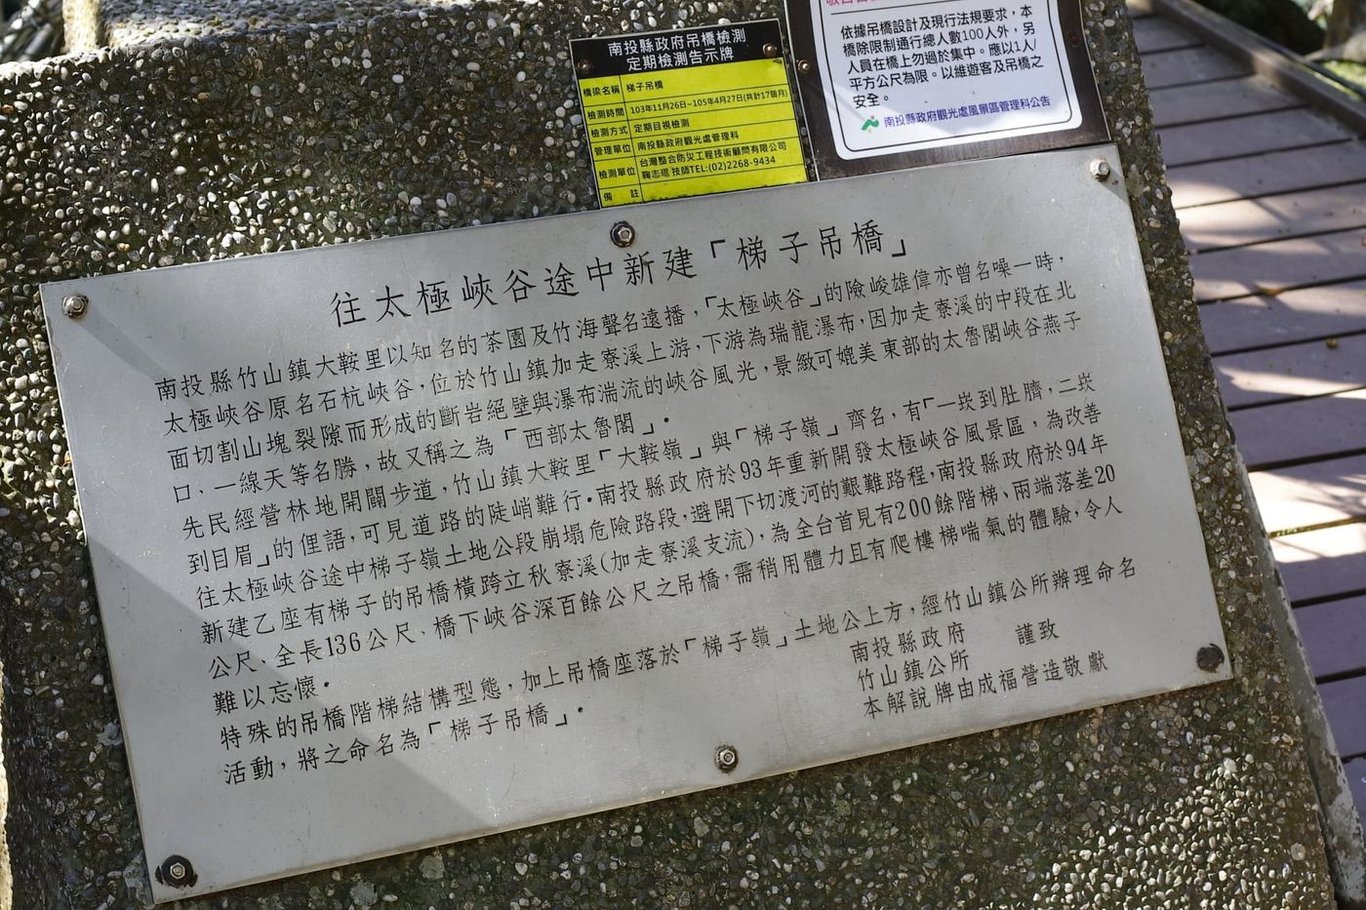 南投縣政府吊橋檢測
定期檢測告示牌
橋梁名稱 梯子吊橋
檢測時間 103年11月26日~105年4月27日(共計17個月)
檢測方式 定期目視檢測
管理單位 南投縣政府觀光處管理科
檢測單位 台灣整合防災工程技術顧問有限公司
鞠志琨 技師TEL:(02)2268-9434
備 註
依據吊橋設計及現行法規要求,本
橋除限制通行總人數100人外,另
人員在橋上勿過於集中。應以1人/
平方公尺為限。以維遊客及吊橋之
安全。
南投縣政府觀光處風景區管理科公告
往太極峽谷途中新建「梯子吊橋」
南投縣竹山鎮大鞍里以知名的茶園及竹海聲名遠播,「太極峽谷」的險峻雄偉亦曾名噪一時,
太極峽谷原名石杭峽谷,位於竹山鎮加走寮溪上游,下游為瑞龍瀑布,因加走寮溪的中段在北
面切割山塊裂隙而形成的斷岩絕壁與瀑布湍流的峽谷風光,景緻可媲美東部的太魯閣峽谷燕子
口、一線天等名勝,故又稱之為「西部太魯閣」.
先民經營林地開闢步道,竹山鎮大鞍里「大鞍嶺」與「梯子嶺」齊名,有「一崁到肚臍,二崁
到目眉」的俚語,可見道路的陡峭難行.南投縣政府於93年重新開發太極峽谷風景區,為改善
往太極峽谷途中梯子嶺土地公段崩塌危險路段,避開下切渡河的艱難路程,南投縣政府於94年
新建乙座有梯子的吊橋橫跨立秋寮溪(加走寮溪支流),為全台首見有200餘階梯、兩端落差20
公尺、全長136公尺、橋下峽谷深百餘公尺之吊橋,需稍用體力且有爬樓梯喘氣的體驗,令人
難以忘懷.
特殊的吊橋階梯結構型態,加上吊橋座落於「梯子嶺」土地公上方,經竹山鎮公所辦理命名
活動,將之命名為「梯子吊橋」.
南投縣政府 謹致
竹山鎮公所
本解說牌由成福營造敬獻